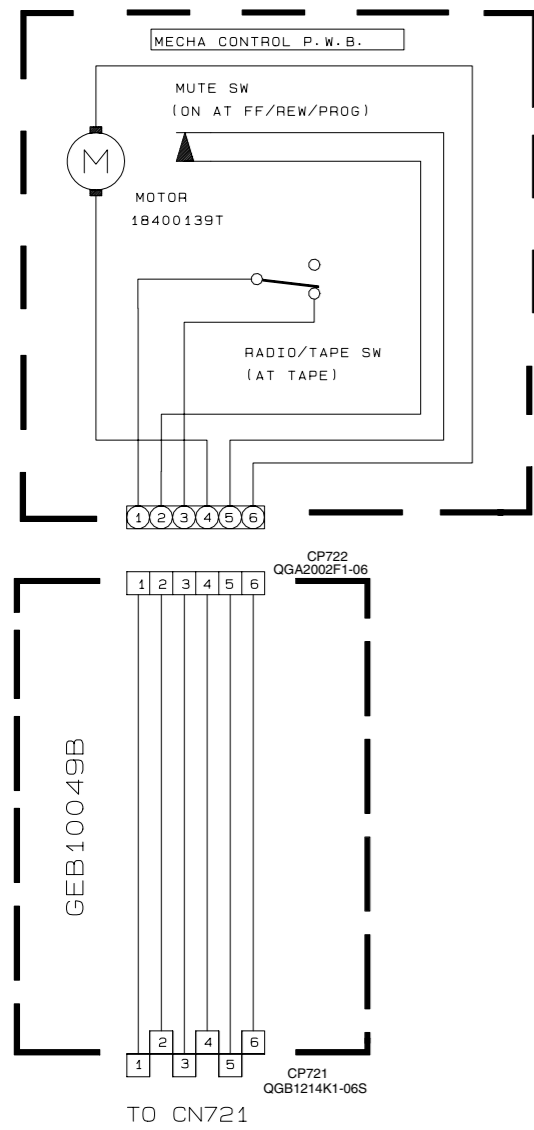 MECHA CONTROL P.W.B.
MUTE SW
(ON AT FF/REW/PROG)
M
MOTOR
18400139T
RADIO/TAPE SW
(AT TAPE)
1 2 3 4 5 6
CP722
QGA2002F1-06
1 2 3 4 5 6
GEB10049B
1 2 3 4 5 6
CP721
QGB1214K1-06S
TO CN721